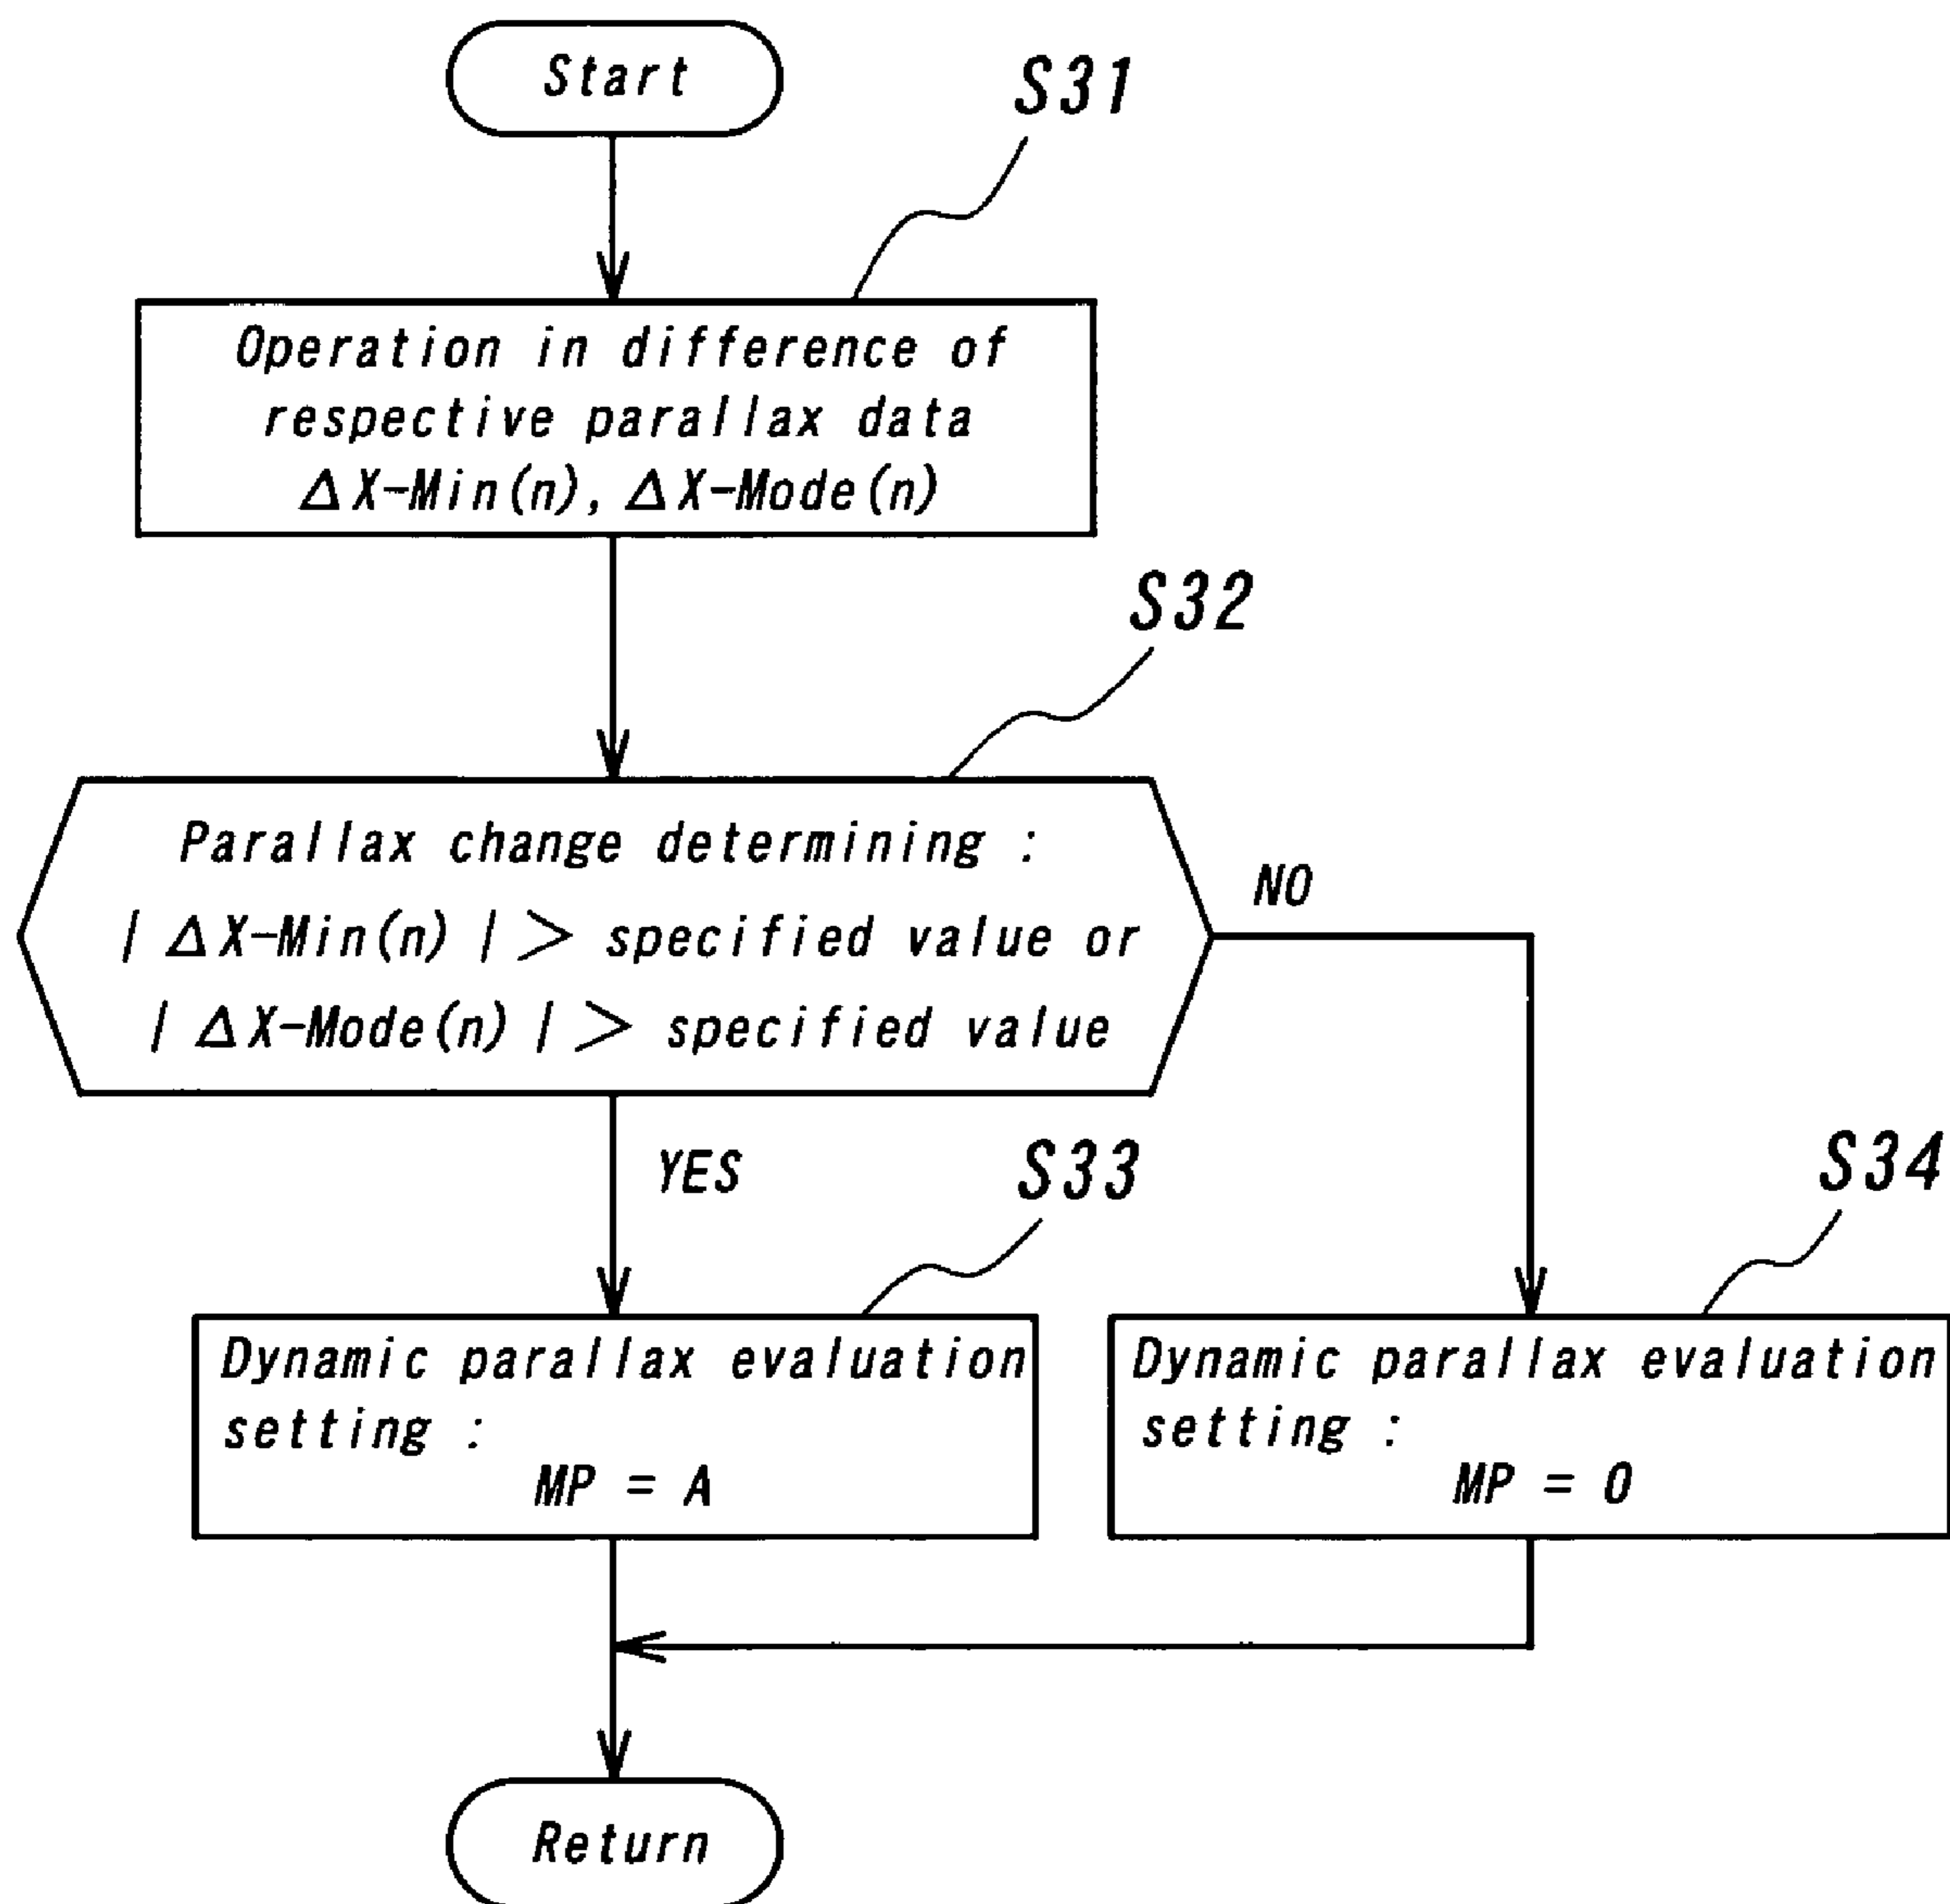 Start
S31
Operation in difference of
respective parallax data
ΔX-Min(n), ΔX-Mode(n)
S32
Parallax change determining :
| ΔX-Min(n) | > specified value or
| ΔX-Mode(n) | > specified value
NO
YES
S33
S34
Dynamic parallax evaluation
setting :
MP = A
Dynamic parallax evaluation
setting :
MP = 0
Return